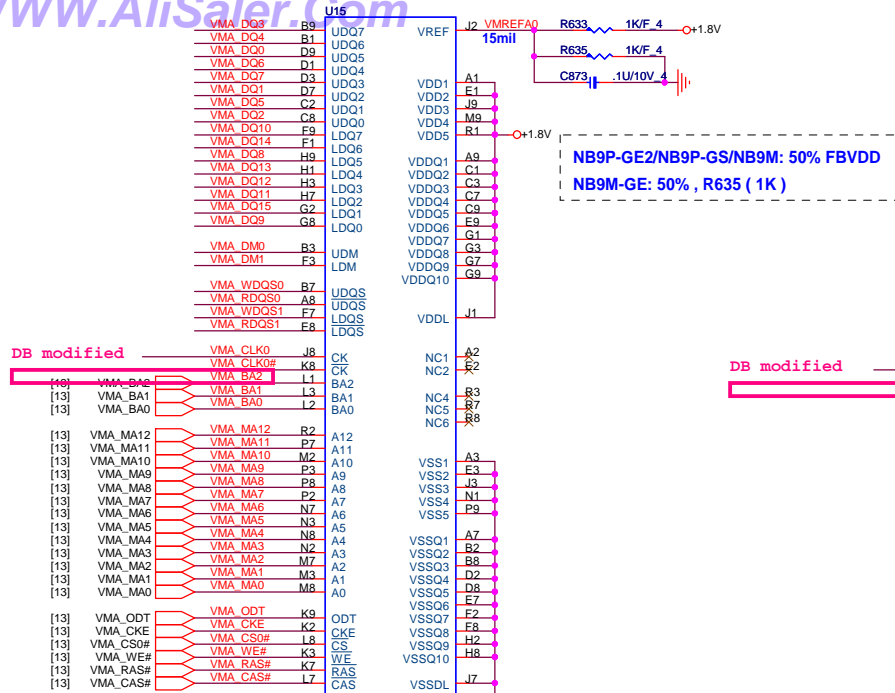 WWW.AliSaler.Com
U15
VMA_DQ3 B9 UDQ7
VMA_DQ4 B1 UDQ6
VMA_DQ0 D9 UDQ5
VMA_DQ6 D1 UDQ4
VMA_DQ7 D3 UDQ3
VMA_DQ1 D7 UDQ2
VMA_DQ5 C2 UDQ1
VMA_DQ2 C8 UDQ0
VMA_DQ10 F9 LDQ7
VMA_DQ14 F1 LDQ6
VMA_DQ8 H9 LDQ5
VMA_DQ13 H1 LDQ4
VMA_DQ12 H3 LDQ3
VMA_DQ11 H7 LDQ2
VMA_DQ15 G2 LDQ1
VMA_DQ9 G8 LDQ0
VMA_DM0 B3 UDM
VMA_DM1 F3 LDM
VMA_WDQS0 B7 UDQS
VMA_RDQS0 A8 UDQS
VMA_WDQS1 F7 LDQS
VMA_RDQS1 E8 LDQS
DB modified
VMA_CLK0 J8 CK
VMA_CLK0# K8 CK
[13] VMA_BA2 VMA_BA2 L1 BA2
[13] VMA_BA1 VMA_BA1 L3 BA1
[13] VMA_BA0 VMA_BA0 L2 BA0
[13] VMA_MA12 VMA_MA12 R2 A12
[13] VMA_MA11 VMA_MA11 P7 A11
[13] VMA_MA10 VMA_MA10 M2 A10
[13] VMA_MA9 VMA_MA9 P3 A9
[13] VMA_MA8 VMA_MA8 P8 A8
[13] VMA_MA7 VMA_MA7 P2 A7
[13] VMA_MA6 VMA_MA6 N7 A6
[13] VMA_MA5 VMA_MA5 N3 A5
[13] VMA_MA4 VMA_MA4 N8 A4
[13] VMA_MA3 VMA_MA3 N2 A3
[13] VMA_MA2 VMA_MA2 M7 A2
[13] VMA_MA1 VMA_MA1 M3 A1
[13] VMA_MA0 VMA_MA0 M8 A0
[13] VMA_ODT VMA_ODT K9 ODT
[13] VMA_CKE VMA_CKE K2 CKE
[13] VMA_CS0# VMA_CS0# L8 CS
[13] VMA_WE# VMA_WE# K3 WE
[13] VMA_RAS# VMA_RAS# K7 RAS
[13] VMA_CAS# VMA_CAS# L7 CAS
VREF J2 VMREFA0 R633 1K/F_4 +1.8V
15mil
R635 1K/F_4
C873 .1U/10V_4
VDD1 A1
VDD2 E1
VDD3 J9
VDD4 M9
VDD5 R1 +1.8V
VDDQ1 A9
VDDQ2 C1
VDDQ3 C3
VDDQ4 C7
VDDQ5 C9
VDDQ6 E9
VDDQ7 G1
VDDQ8 G3
VDDQ9 G7
VDDQ10 G9
VDDL J1
NC1 A2
NC2 E2
NC4 R3
NC5 R7
NC6 R8
VSS1 A3
VSS2 E3
VSS3 J3
VSS4 N1
VSS5 P9
VSSQ1 A7
VSSQ2 B2
VSSQ3 B8
VSSQ4 D2
VSSQ5 D8
VSSQ6 E7
VSSQ7 F2
VSSQ8 F8
VSSQ9 H2
VSSQ10 H8
VSSDL J7
NB9P-GE2/NB9P-GS/NB9M: 50% FBVDD
NB9M-GE: 50% , R635 ( 1K )
DB modified